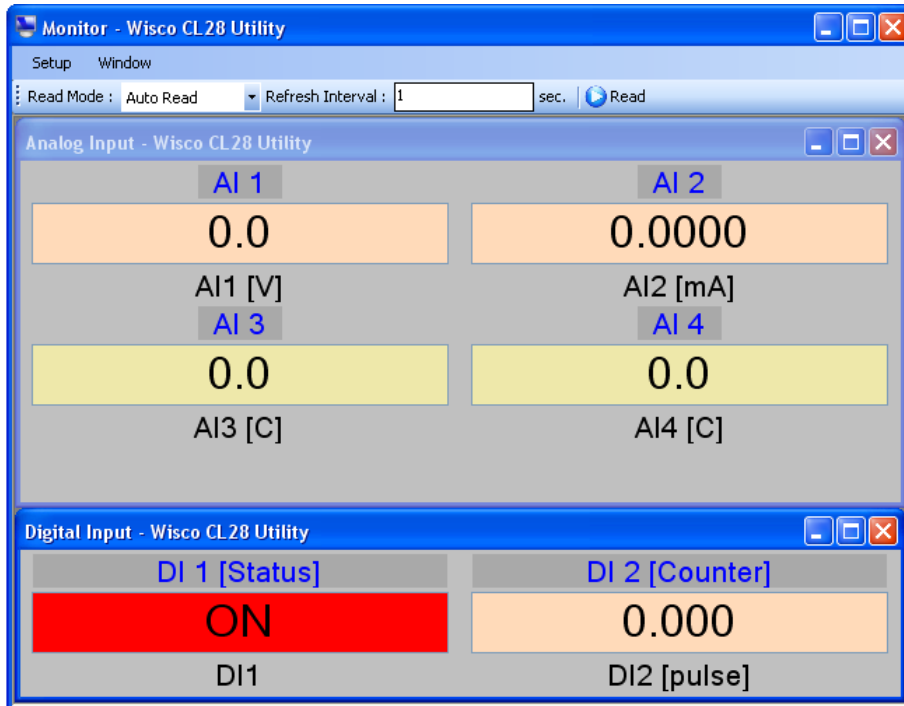 Monitor - Wisco CL28 Utility
Setup Window
Read Mode : Auto Read Refresh Interval : 1 sec. Read
Analog Input - Wisco CL28 Utility
AI 1 AI 2
0.0 0.0000
AI1 [V] AI2 [mA]
AI 3 AI 4
0.0 0.0
AI3 [C] AI4 [C]
Digital Input - Wisco CL28 Utility
DI 1 [Status] DI 2 [Counter]
ON 0.000
DI1 DI2 [pulse]